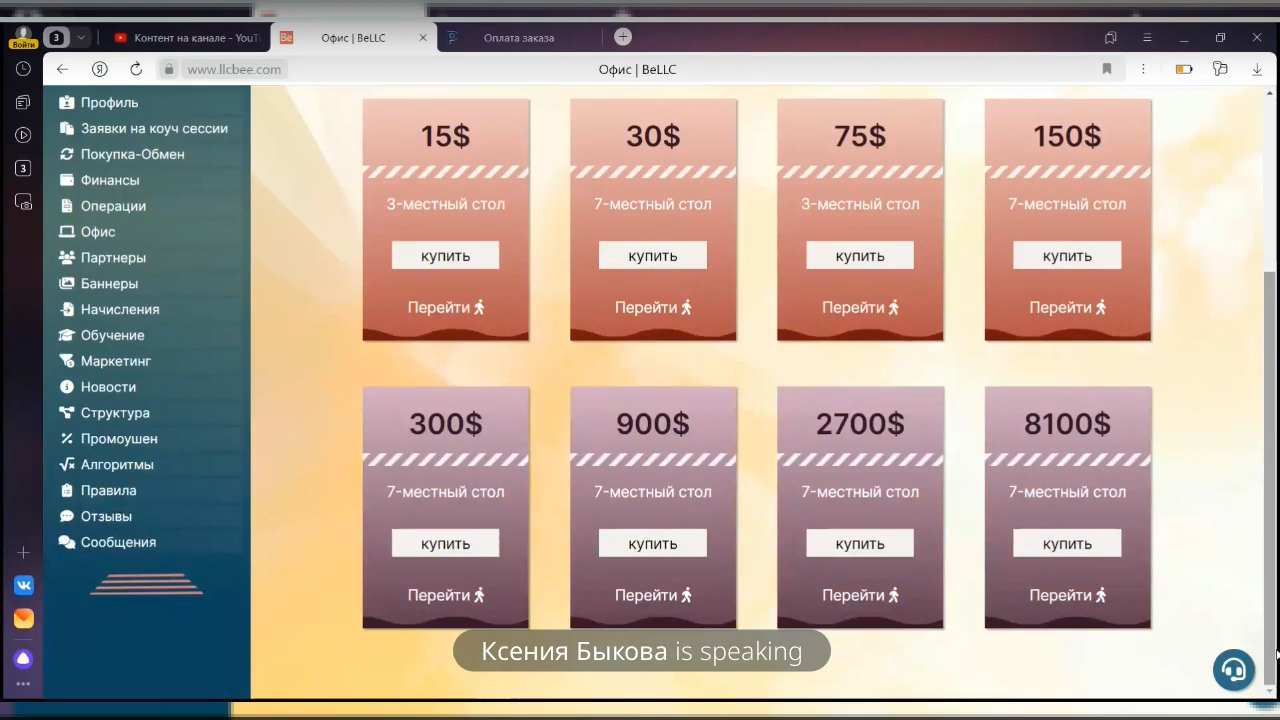 Войти
3
Контент на канале - YouT
Be
Офис | BeLLC
Оплата заказа
Я
www.llcbee.com
Офис | BeLLC
3
Профиль
Заявки на коуч сессии
Покупка-Обмен
Финансы
Операции
Офис
Партнеры
Баннеры
Начисления
Обучение
Маркетинг
Новости
Структура
Промоушен
Алгоритмы
Правила
Отзывы
Сообщения
15$ 30$ 75$ 150$
3-местный стол 7-местный стол 3-местный стол 7-местный стол
купить купить купить купить
Перейти Перейти Перейти Перейти
300$ 900$ 2700$ 8100$
7-местный стол 7-местный стол 7-местный стол 7-местный стол
купить купить купить купить
Перейти Перейти Перейти Перейти
Ксения Быкова is speaking